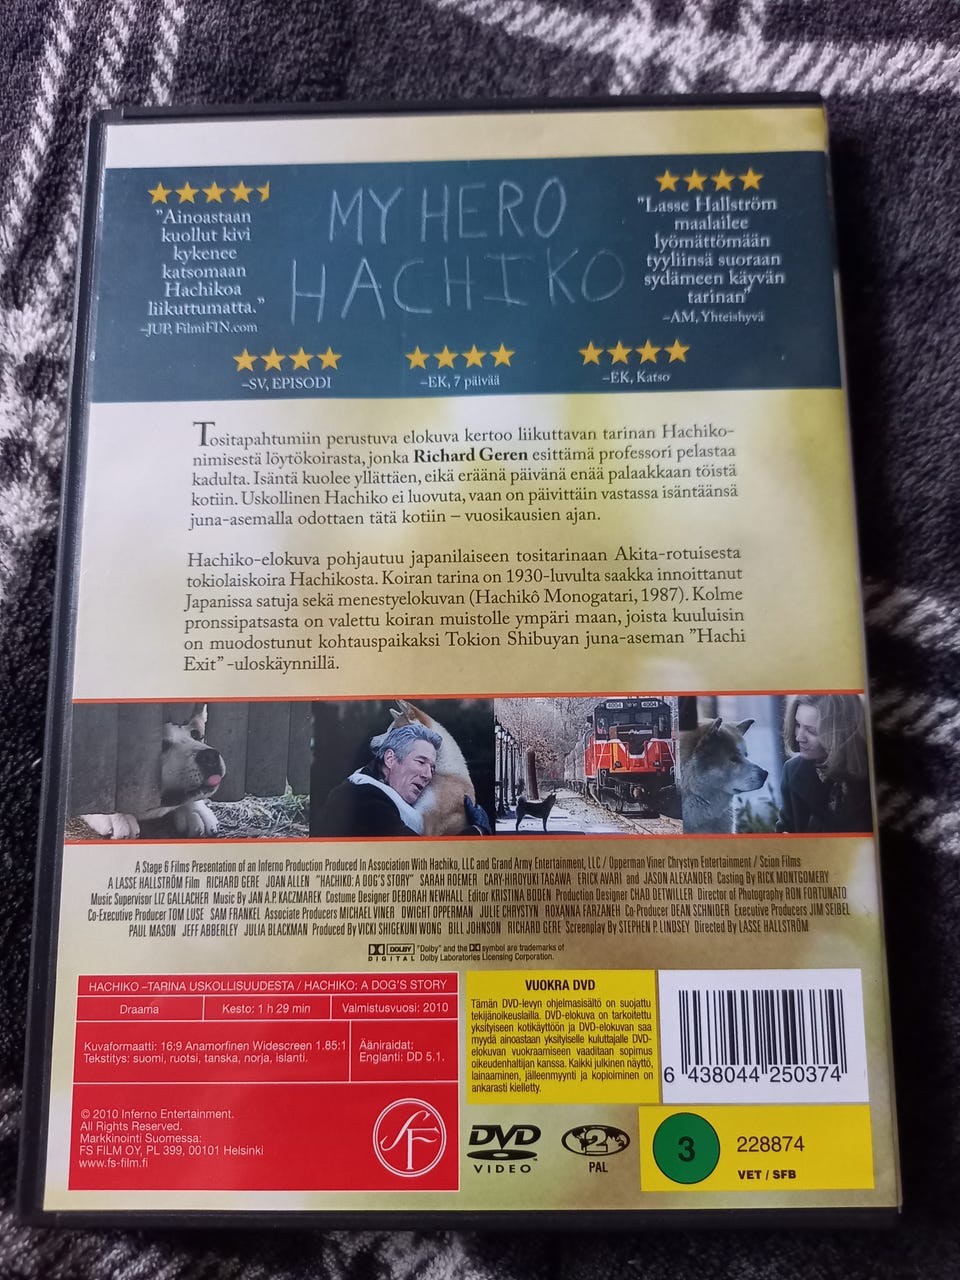 "Ainoastaan
kuollut kivi
kykenee
katsomaan
Hachikoa
liikuttumatta."
–JUP, FilmiFIN.com
MY HERO
HACHIKO
"Lasse Hallström
maalailee
lyömättömään
tyyliinsä suoraan
sydämeen käyvän
tarinan"
–AM, Yhteishyvä
–SV, EPISODI
–EK, 7 päivää
–EK, Katso
Tositapahtumiin perustuva elokuva kertoo liikuttavan tarinan Hachiko-
nimisestä löytökoirasta, jonka Richard Geren esittämä professori pelastaa
kadulta. Isäntä kuolee yllättäen, eikä eräänä päivänä enää palaakkaan töistä
kotiin. Uskollinen Hachiko ei luovuta, vaan on päivittäin vastassa isäntäänsä
juna-asemalla odottaen tätä kotiin – vuosikausien ajan.
Hachiko-elokuva pohjautuu japanilaiseen tositarinaan Akita-rotuisesta
tokiolaiskoira Hachikosta. Koiran tarina on 1930-luvulta saakka innoittanut
Japanissa satuja sekä menestyelokuvan (Hachikô Monogatari, 1987). Kolme
pronssipatsasta on valettu koiran muistolle ympäri maan, joista kuuluisin
on muodostunut kohtauspaikaksi Tokion Shibuyan juna-aseman "Hachi
Exit" -uloskäynnillä.
4004 4004
A Stage 6 Films Presentation of an Inferno Production Produced In Association With Hachiko, LLC and Grand Army Entertainment, LLC / Opperman Viner Chrystyn Entertainment / Scion Films
A LASSE HALLSTRÖM Film RICHARD GERE JOAN ALLEN "HACHIKO: A DOG'S STORY" SARAH ROEMER CARY-HIROYUKI TAGAWA ERICK AVARI and JASON ALEXANDER Casting By RICK MONTGOMERY
Music Supervisor LIZ GALLACHER Music By JAN A.P. KACZMAREK Costume Designer DEBORAH NEWHALL Editor KRISTINA BODEN Production Designer CHAD DETWILLER Director of Photography RON FORTUNATO
Co-Executive Producer TOM LUSE SAM FRANKEL Associate Producers MICHAEL VINER DWIGHT OPPERMAN JULIE CHRYSTYN ROXANNA FARZANEH Co-Producer DEAN SCHNIDER Executive Producers JIM SEIBEL
PAUL MASON JEFF ABBERLEY JULIA BLACKMAN Produced By VICKI SHIGEKUNI WONG BILL JOHNSON RICHARD GERE Screenplay By STEPHEN P. LINDSEY Directed By LASSE HALLSTRÖM
DOLBY DIGITAL
"Dolby" and the symbol are trademarks of
Dolby Laboratories Licensing Corporation.
HACHIKO –TARINA USKOLLISUUDESTA / HACHIKO: A DOG'S STORY
Draama Kesto: 1 h 29 min Valmistusvuosi: 2010
Kuvaformaatti: 16:9 Anamorfinen Widescreen 1.85:1
Tekstitys: suomi, ruotsi, tanska, norja, islanti.
Ääniraidat:
Englanti: DD 5.1.
© 2010 Inferno Entertainment.
All Rights Reserved.
Markkinointi Suomessa:
FS FILM OY, PL 399, 00101 Helsinki
www.fs-film.fi
SF
VUOKRA DVD
Tämän DVD-levyn ohjelmasisältö on suojattu
tekijänoikeuslailla. DVD-elokuva on tarkoitettu
yksityiseen kotikäyttöön ja DVD-elokuvan saa
myydä ainoastaan yksityiselle kuluttajalle DVD-
elokuvan vuokraamiseen vaaditaan sopimus
oikeudenhaltijan kanssa. Kaikki julkinen näyttö,
lainaaminen, jälleenmyynti ja kopioiminen on
ankarasti kielletty.
6 438044 250374
DVD
VIDEO
2
PAL
3
228874
VET / SFB